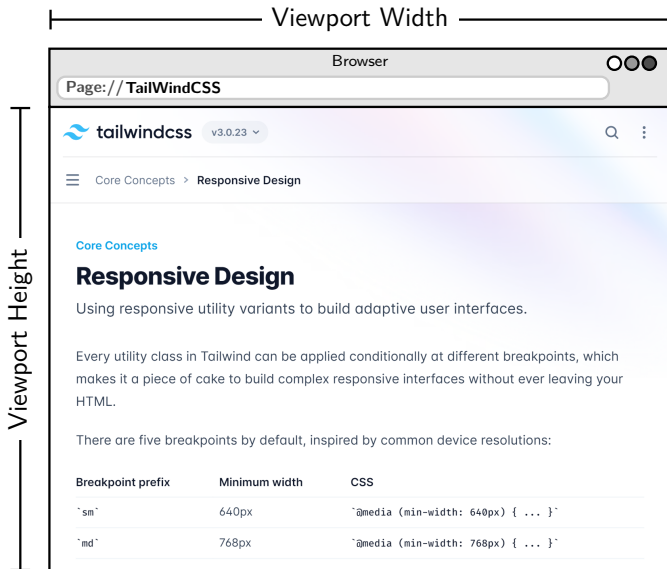 Viewport Width
Browser
Page://TailWindCSS
tailwindcss v3.0.23
Core Concepts > Responsive Design
Viewport Height
Core Concepts
Responsive Design
Using responsive utility variants to build adaptive user interfaces.
Every utility class in Tailwind can be applied conditionally at different breakpoints, which
makes it a piece of cake to build complex responsive interfaces without ever leaving your
HTML.
There are five breakpoints by default, inspired by common device resolutions:
Breakpoint prefix Minimum width CSS
`sm` 640px `@media (min-width: 640px) { ... }`
`md` 768px `@media (min-width: 768px) { ... }`